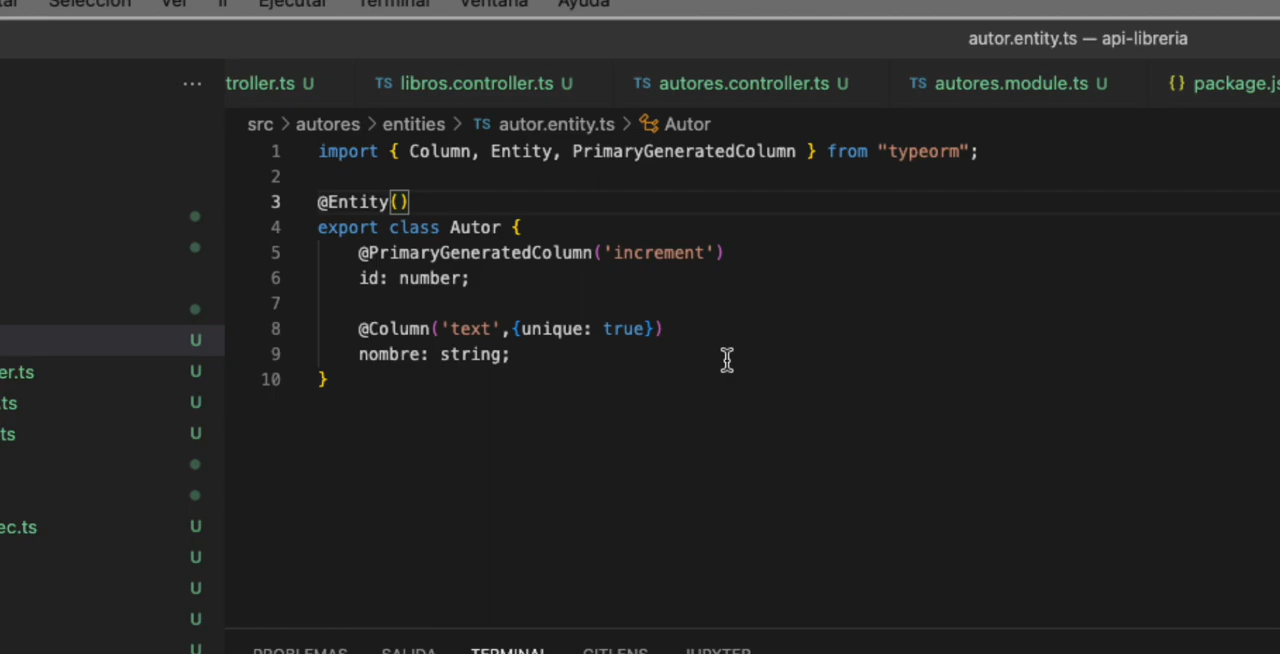 Selección Ver Ir Ejecutar Terminal Ventana Ayuda
autor.entity.ts — api-libreria
··· troller.ts U TS libros.controller.ts U TS autores.controller.ts U TS autores.module.ts U {} package.js
src > autores > entities > TS autor.entity.ts > Autor
1 import { Column, Entity, PrimaryGeneratedColumn } from "typeorm";
2
3 @Entity()
4 export class Autor {
5 @PrimaryGeneratedColumn('increment')
6 id: number;
7
8 @Column('text',{unique: true})
9 nombre: string;
10 }
U
er.ts U
.ts U
ts U
ec.ts U
U
U
U
U
PROBLEMAS SALIDA TERMINAL GITLENS JUPYTER